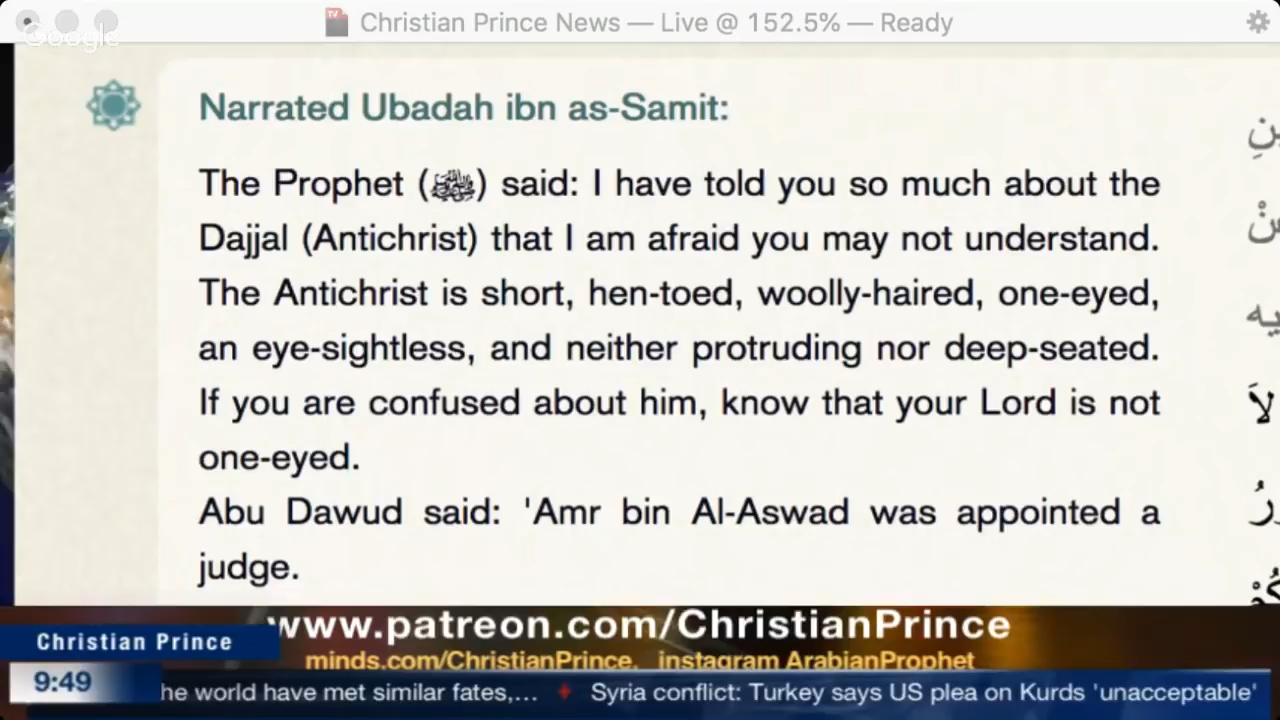 Christian Prince News — Live @ 152.5% — Ready
Google
Narrated Ubadah ibn as-Samit:
The Prophet (ﷺ) said: I have told you so much about the
Dajjal (Antichrist) that I am afraid you may not understand.
The Antichrist is short, hen-toed, woolly-haired, one-eyed,
an eye-sightless, and neither protruding nor deep-seated.
If you are confused about him, know that your Lord is not
one-eyed.
Abu Dawud said: 'Amr bin Al-Aswad was appointed a
judge.
www.patreon.com/ChristianPrince
Christian Prince
minds.com/ChristianPrince, instagram ArabianProphet
9:49
he world have met similar fates,... Syria conflict: Turkey says US plea on Kurds 'unacceptable'